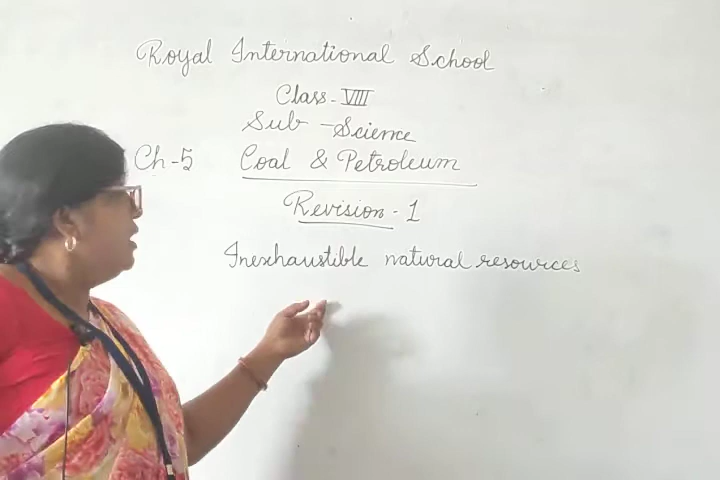 Royal International School
Class - VIII
Sub - Science
Ch-5 Coal & Petroleum
Revision - 1
Inexhaustible natural resources